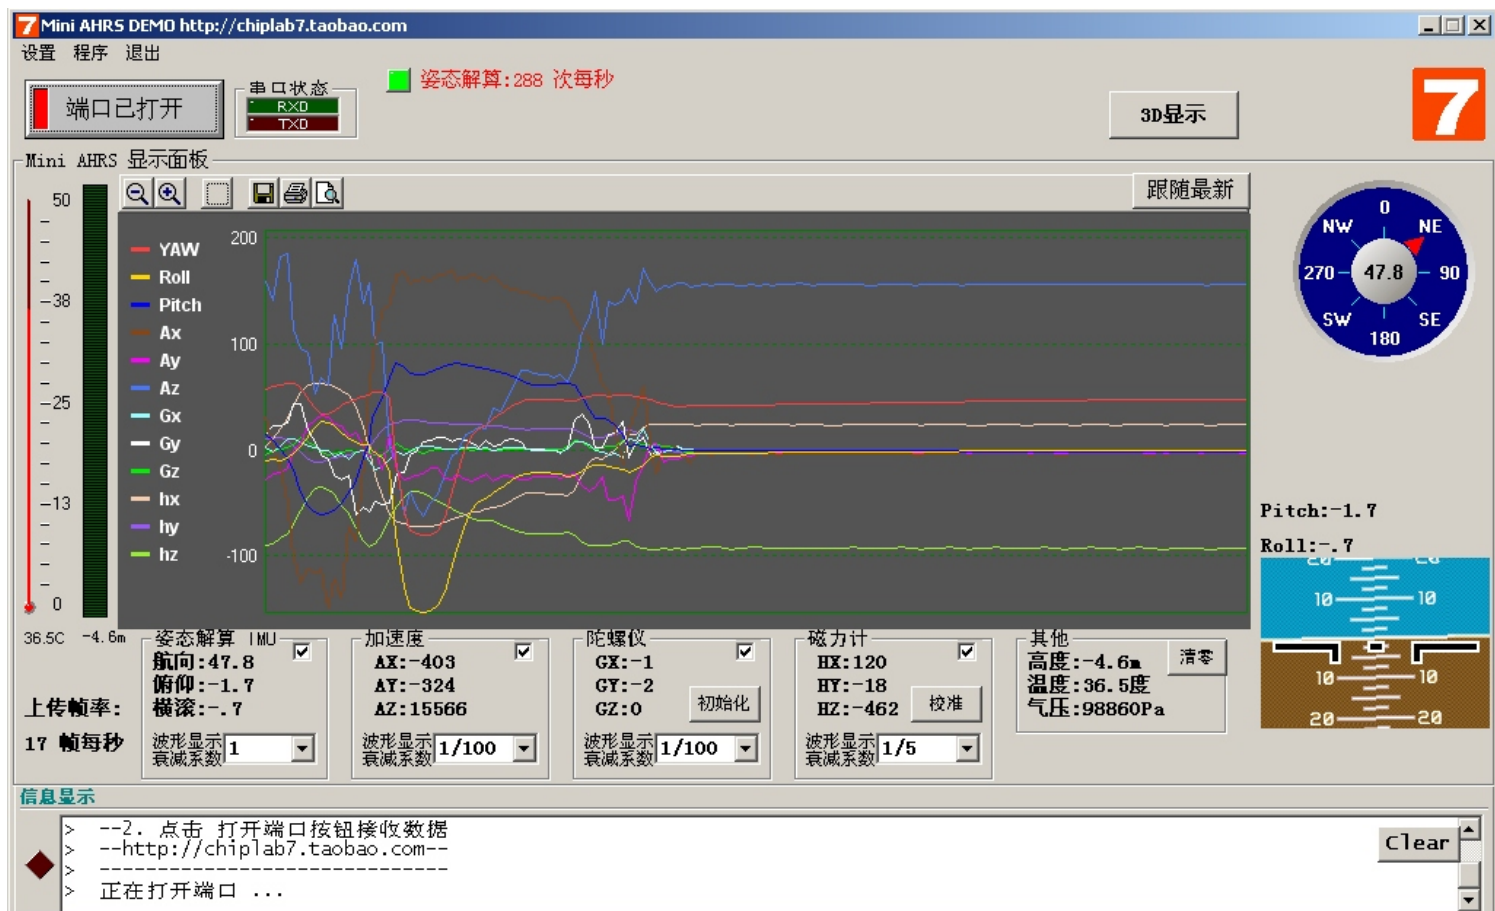 7 Mini AHRS DEMO http://chiplab7.taobao.com
设置 程序 退出
端口已打开
串口状态
RXD
TXD
姿态解算:288 次每秒
3D显示
7
Mini AHRS 显示面板
跟随最新
50
38
25
13
0
36.5C -4.6m
YAW
Roll
Pitch
Ax
Ay
Az
Gx
Gy
Gz
hx
hy
hz
200
100
0
-100
0
NE
90
SE
180
SW
270
NW
47.8
Pitch:-1.7
Roll:-.7
20 20
10 10
10 10
20 20
上传帧率:
17 帧每秒
姿态解算 IMU
航向:47.8
俯仰:-1.7
横滚:-.7
波形显示
衰减系数 1
加速度
AX:-403
AY:-324
AZ:15566
波形显示
衰减系数 1/100
陀螺仪
GX:-1
GY:-2
GZ:0
初始化
波形显示
衰减系数 1/100
磁力计
HX:120
HY:-18
HZ:-462
校准
波形显示
衰减系数 1/5
其他
高度:-4.6m
温度:36.5度
气压:98860Pa
清零
信息显示
> --2. 点击 打开端口按钮接收数据
> --http://chiplab7.taobao.com--
> ------------------------------
> 正在打开端口 ...
Clear